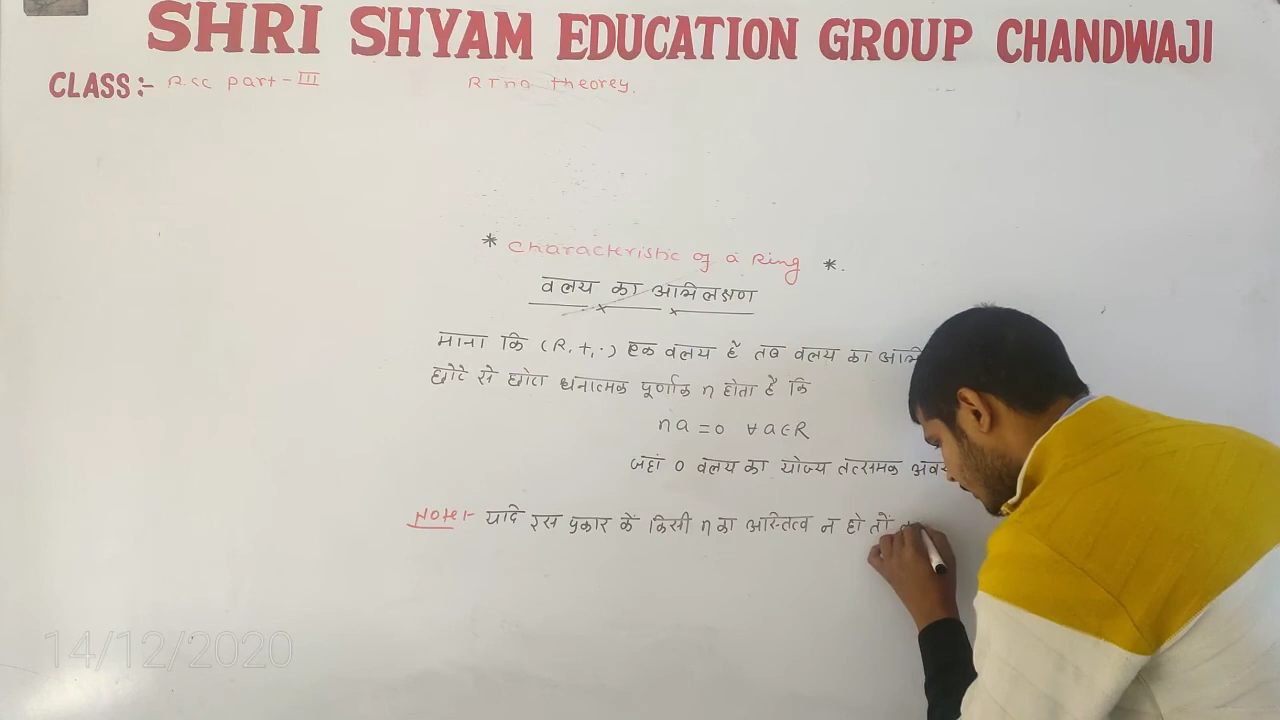 SHRI SHYAM EDUCATION GROUP CHANDWAJI
CLASS:- B.sc part-III RIng theorey.
* Characteristic of a Ring *.
वलय का अभिलक्षण
माना कि (R,+,·) एक वलय है तब वलय का
छोटे से छोटा धनात्मक पूर्णांक n होता है कि
na=0 ∀a∈R
जहां 0 वलय का योज्य तत्समक
Note:- यदि इस प्रकार के किसी n का अस्तित्व न हो तों
14/12/2020